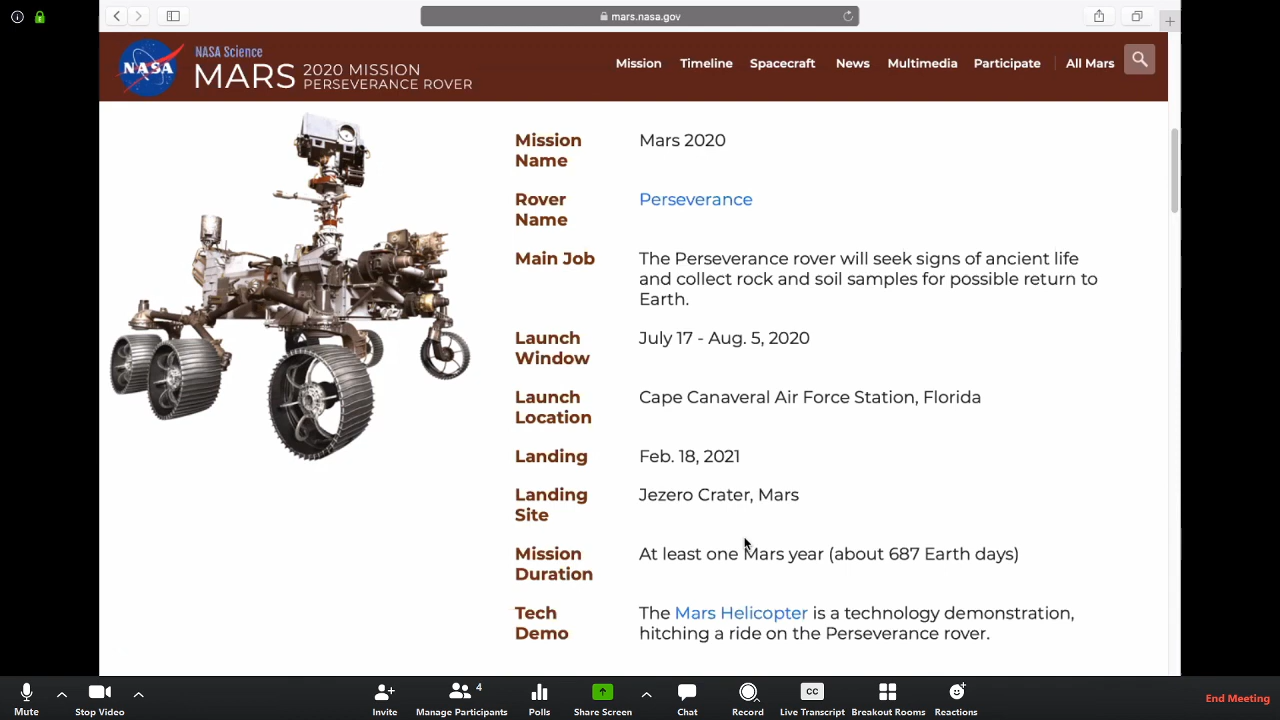 mars.nasa.gov
NASA
NASA Science
MARS 2020 MISSION
PERSEVERANCE ROVER
Mission Timeline Spacecraft News Multimedia Participate All Mars
Mission Name
Mars 2020
Rover Name
Perseverance
Main Job
The Perseverance rover will seek signs of ancient life
and collect rock and soil samples for possible return to
Earth.
Launch Window
July 17 - Aug. 5, 2020
Launch Location
Cape Canaveral Air Force Station, Florida
Landing
Feb. 18, 2021
Landing Site
Jezero Crater, Mars
Mission Duration
At least one Mars year (about 687 Earth days)
Tech Demo
The Mars Helicopter is a technology demonstration,
hitching a ride on the Perseverance rover.
4
CC
Mute Stop Video Invite Manage Participants Polls Share Screen Chat Record Live Transcript Breakout Rooms Reactions End Meeting